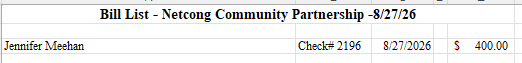 Bill List - Netcong Community Partnership -8/27/26
Jennifer Meehan Check# 2196 8/27/2026 $ 400.00